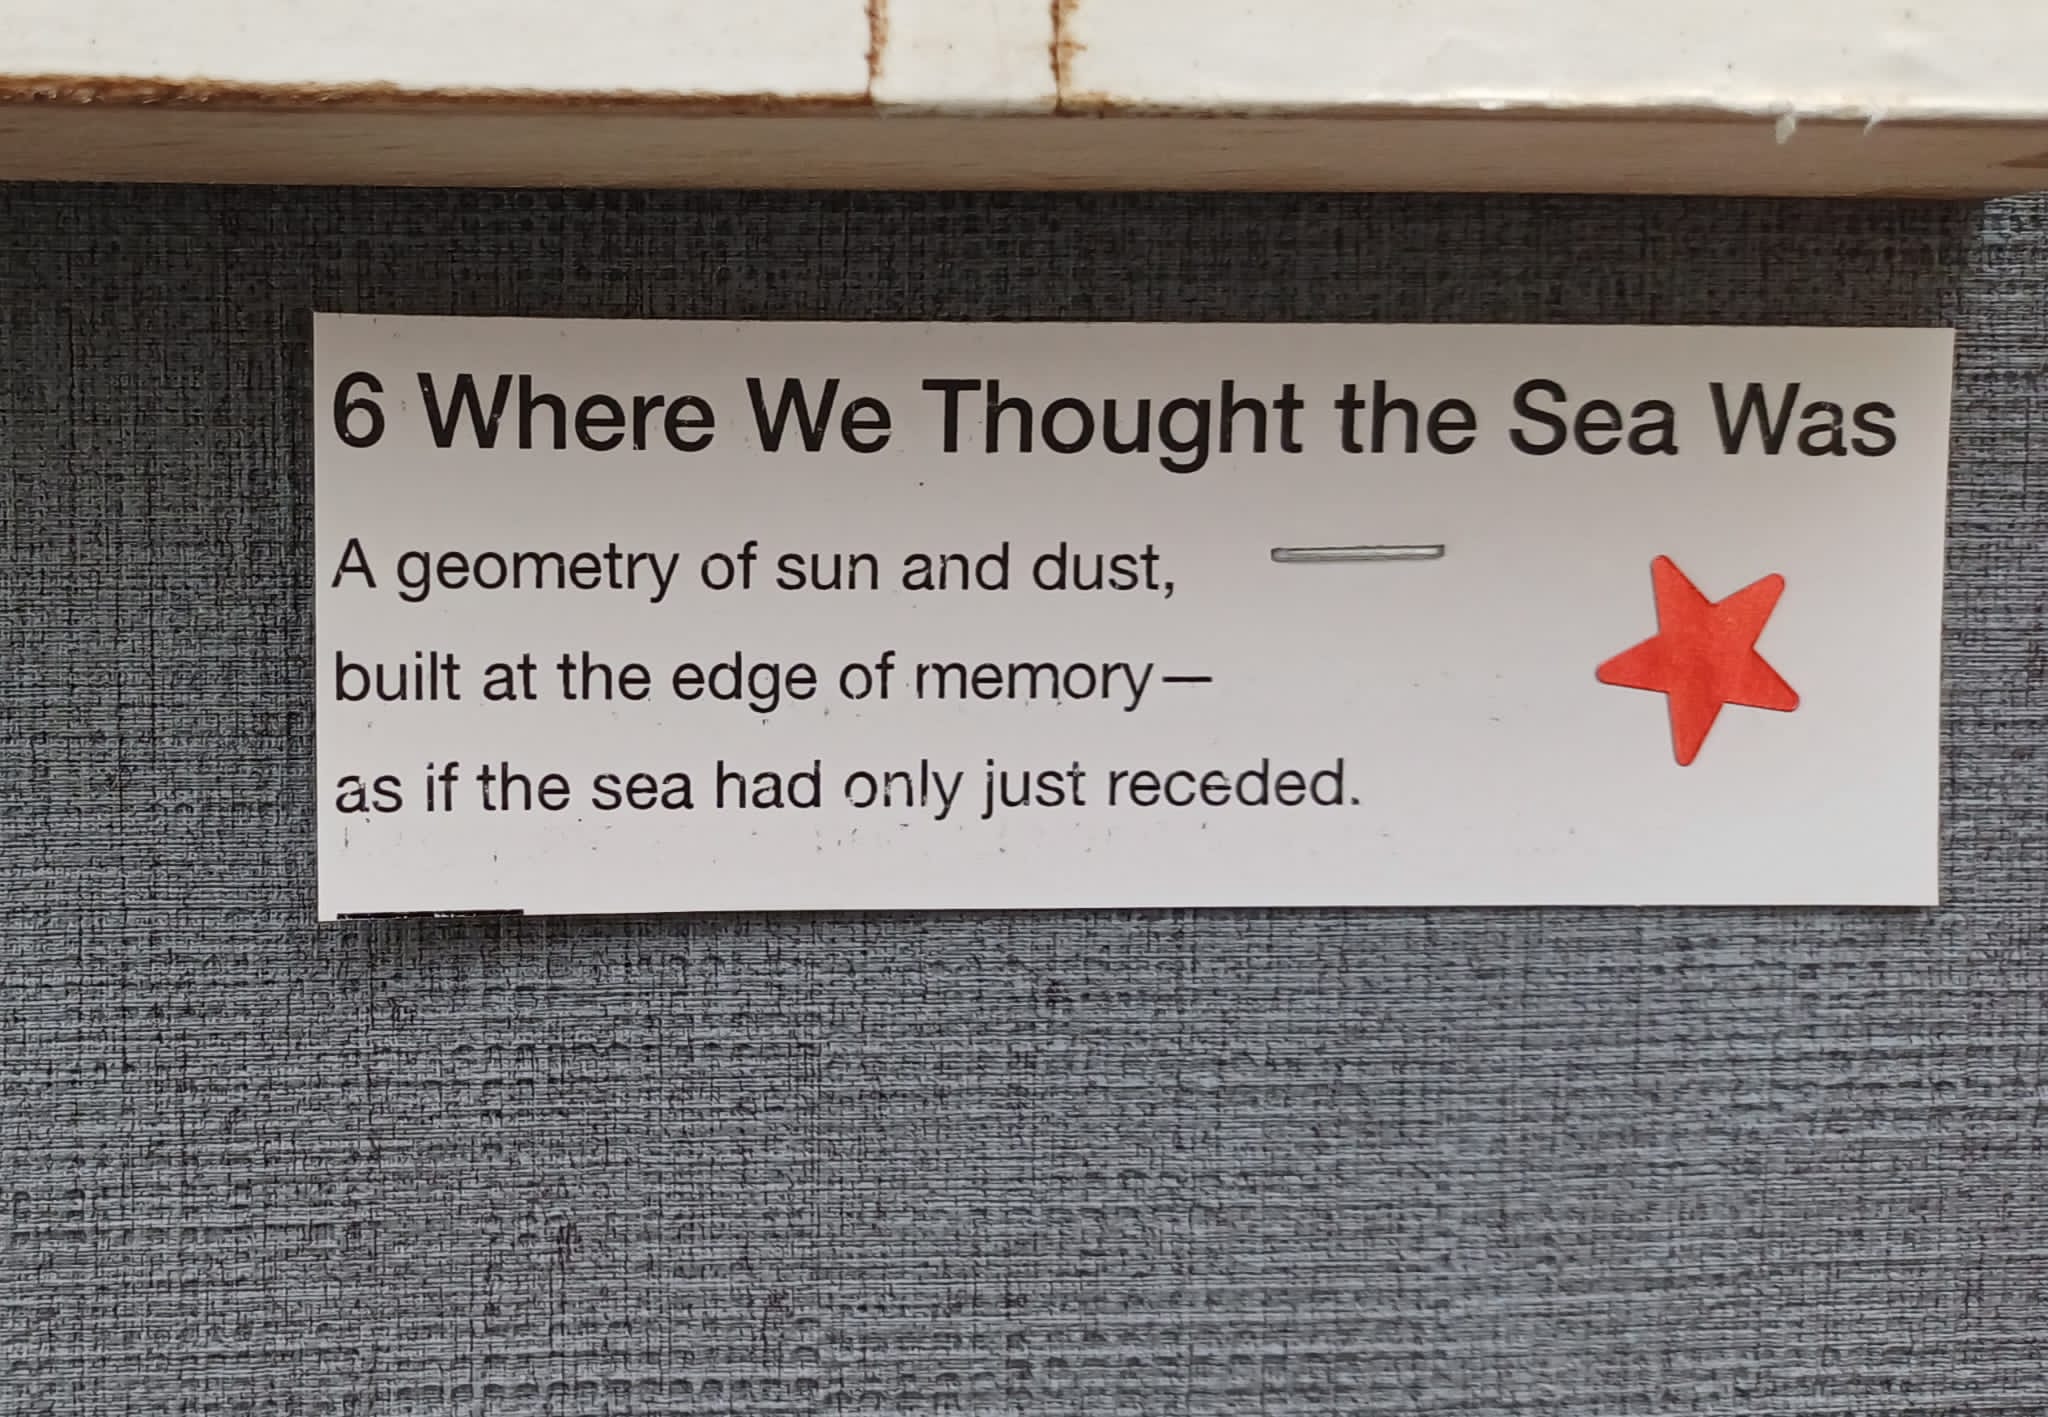 6 Where We Thought the Sea Was
A geometry of sun and dust,
built at the edge of memory—
as if the sea had only just receded.